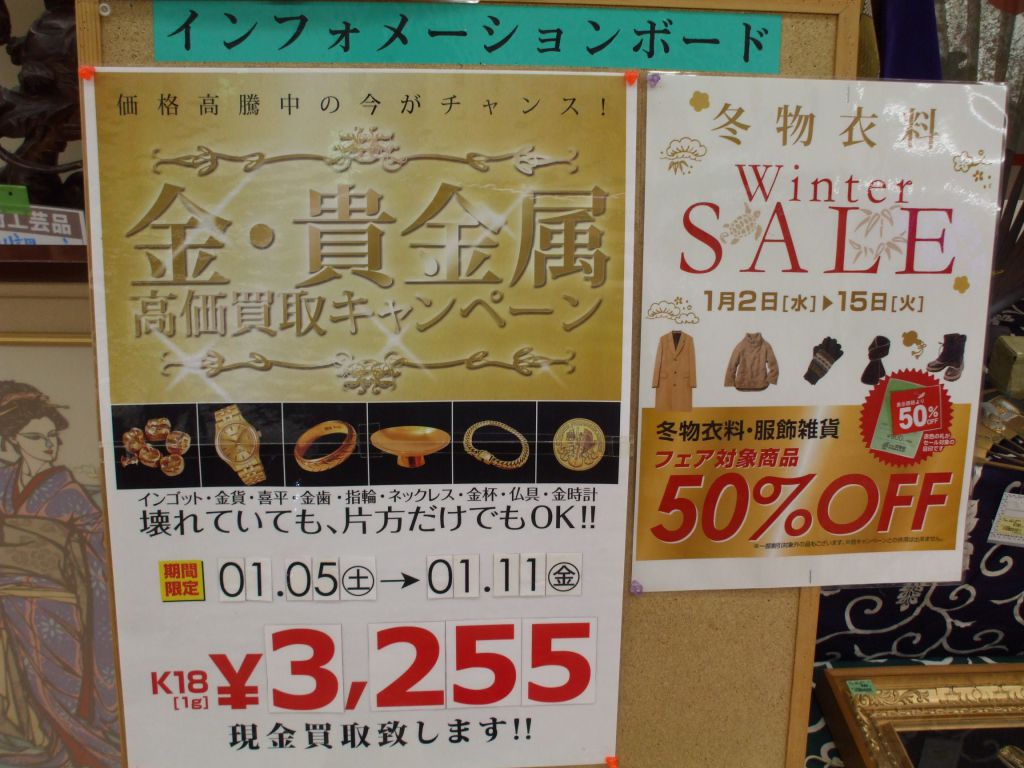 インフォメーションボード
価格高騰中の今がチャンス!
金・貴金属
高価買取キャンペーン
インゴット・金貨・喜平・金歯・指輪・ネックレス・金杯・仏具・金時計
壊れていても、片方だけでもOK!!
期間
限定
01.05土→01.11金
K18
[1g]
¥3,255
現金買取致します!!
冬物衣料
Winter
SALE
1月2日[水]▶15日[火]
50%
OFF
冬物衣料・服飾雑貨
フェア対象商品
50%OFF
工芸品